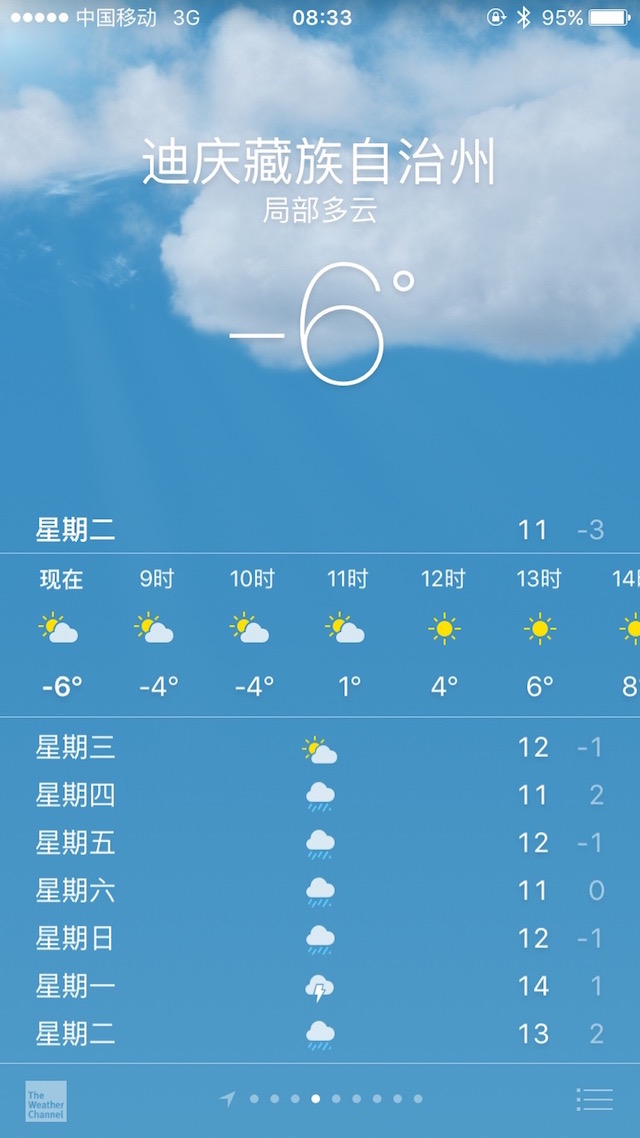 中国移动 3G 08:33 95%
迪庆藏族自治州
局部多云
-6°
星期二 11 -3
现在 9时 10时 11时 12时 13时 14时
-6° -4° -4° 1° 4° 6° 8°
星期三 12 -1
星期四 11 2
星期五 12 -1
星期六 11 0
星期日 12 -1
星期一 14 1
星期二 13 2
The
Weather
Channel